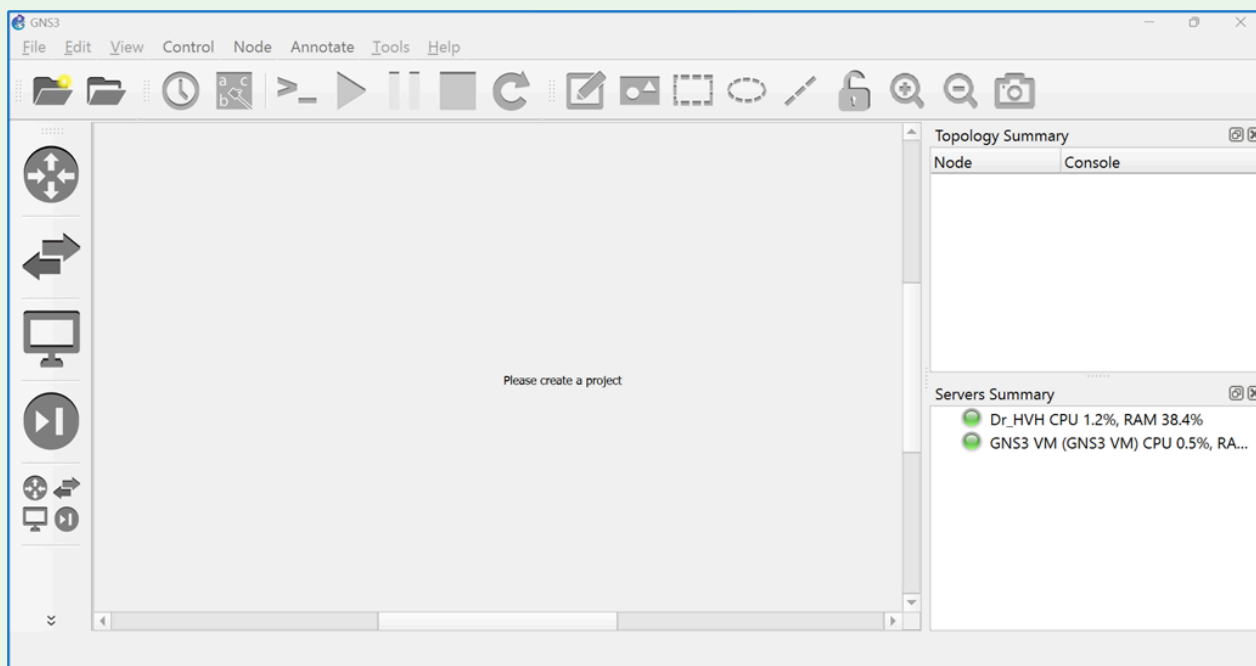 GNS3
File Edit View Control Node Annotate Tools Help
a c
b
>_
Topology Summary
Node Console
Please create a project
Servers Summary
Dr_HVH CPU 1.2%, RAM 38.4%
GNS3 VM (GNS3 VM) CPU 0.5%, RA...